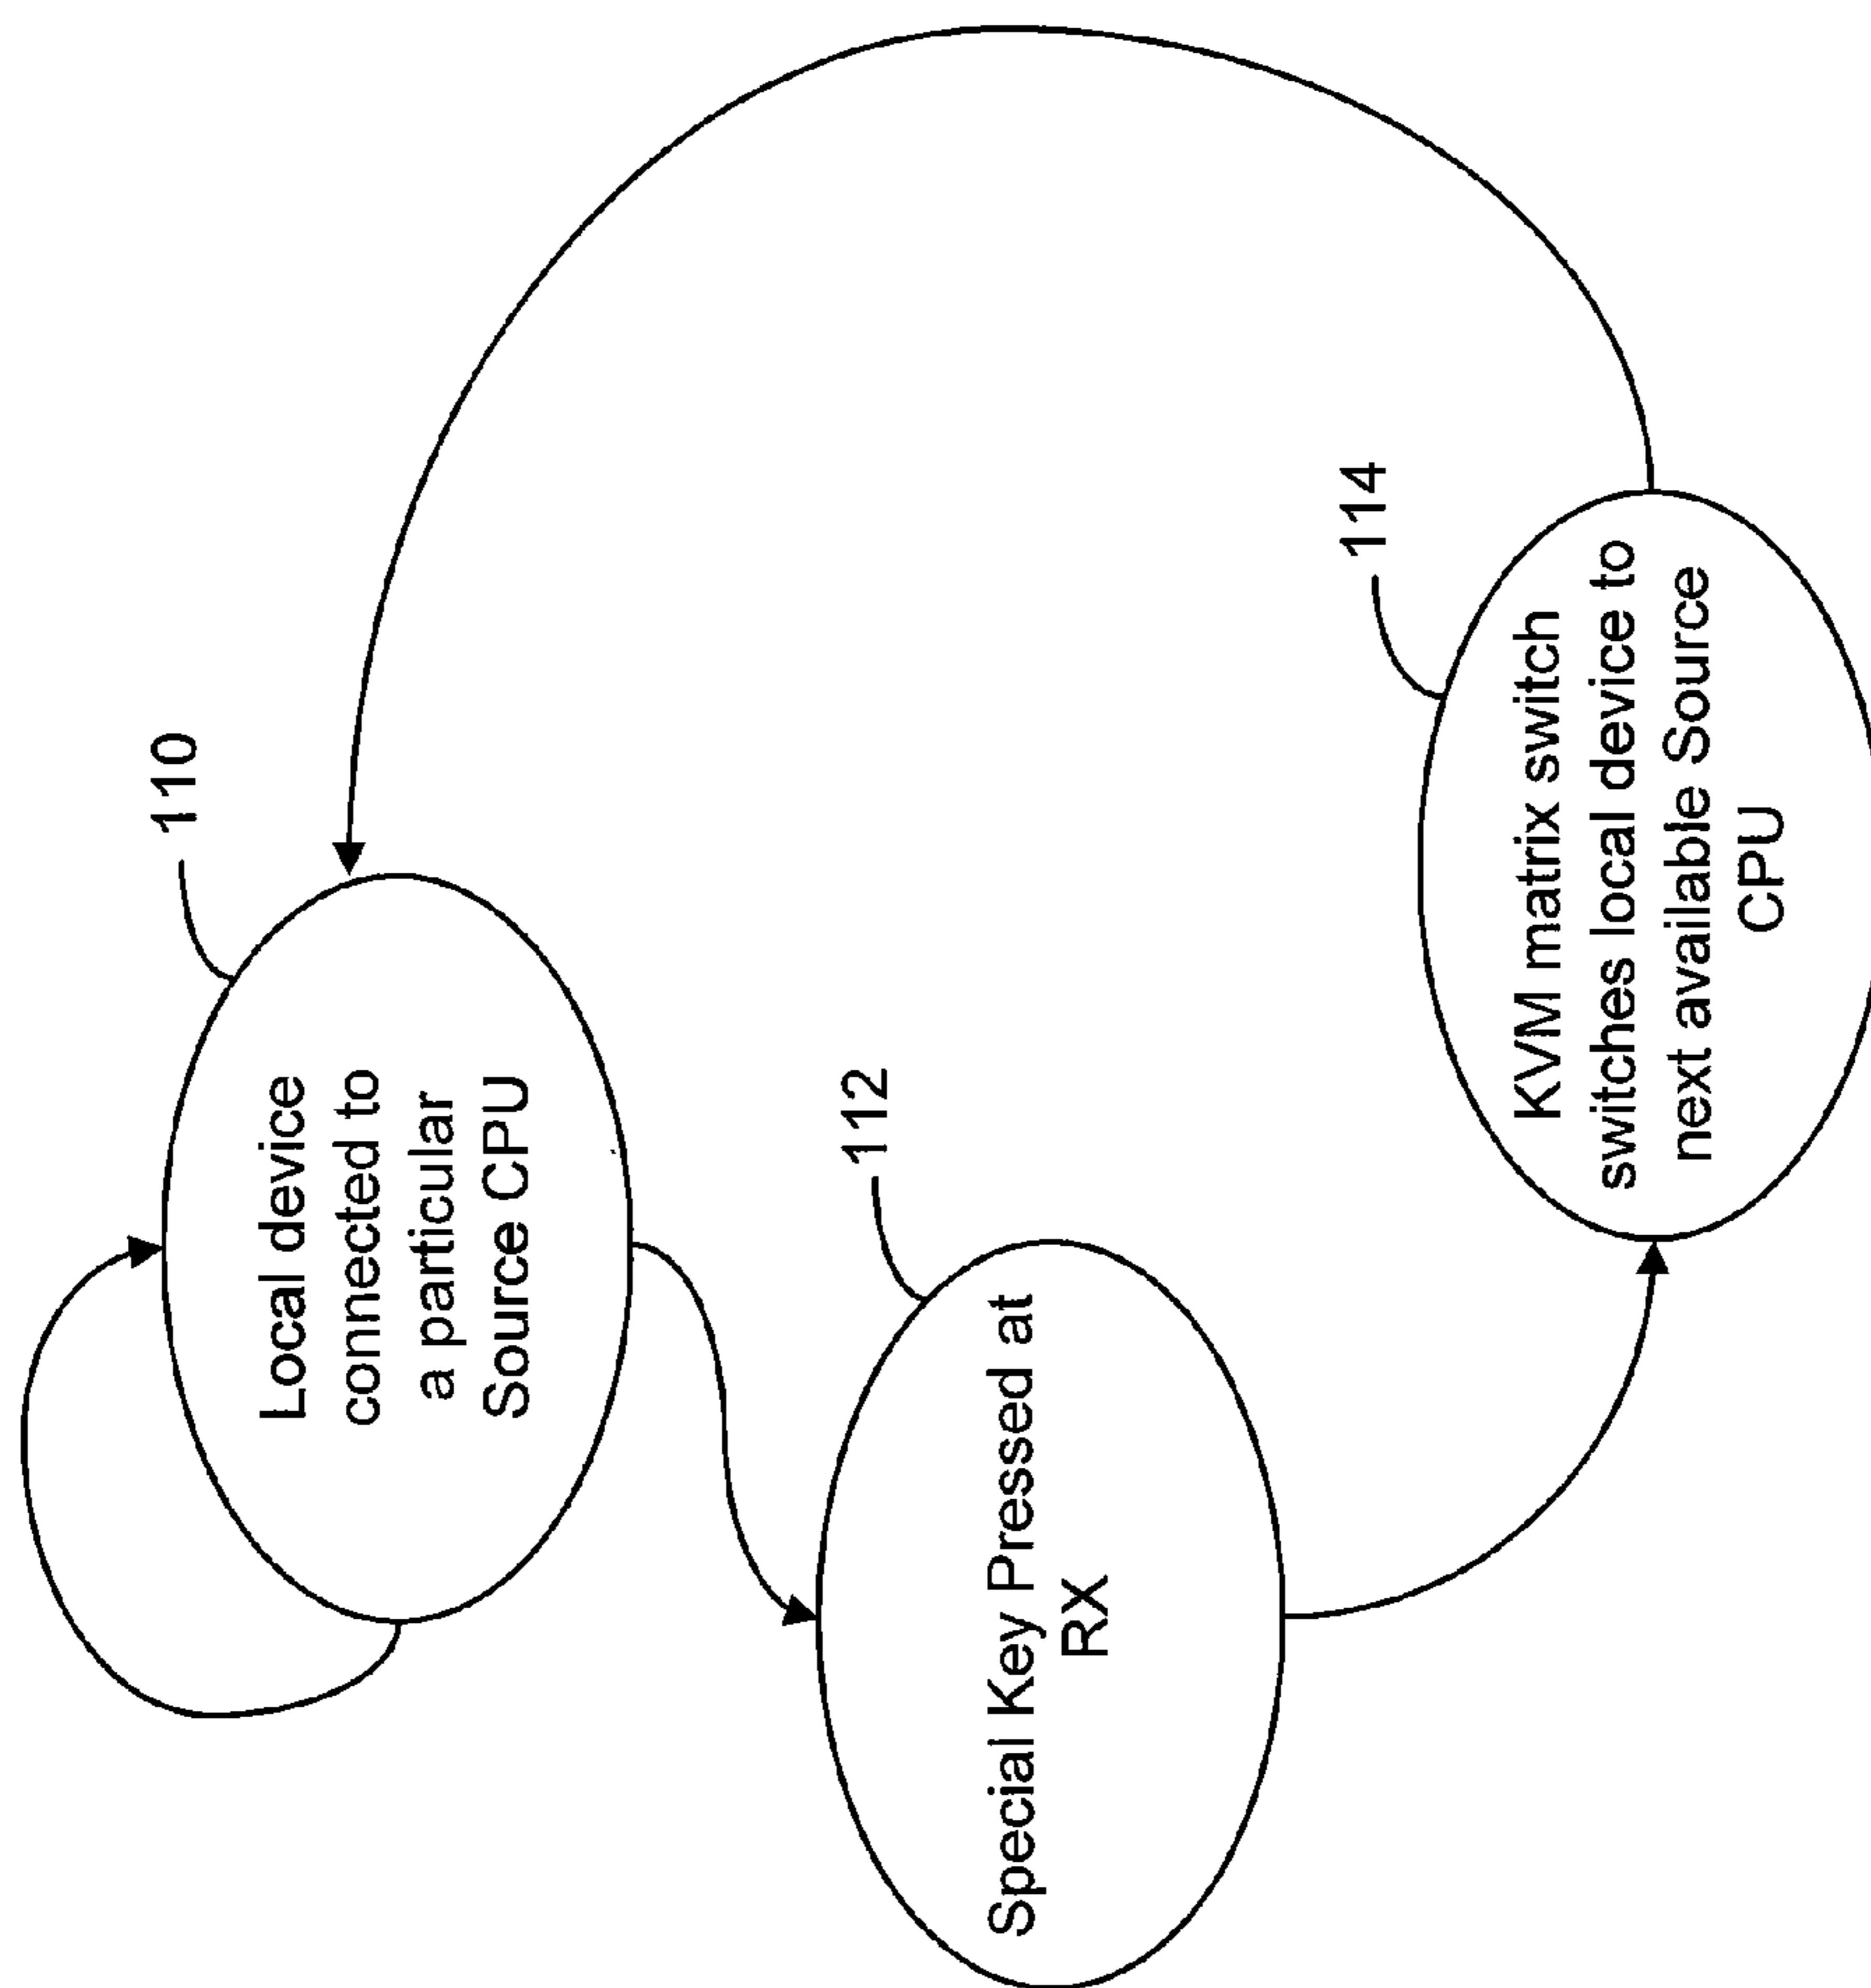 110
Local device
connected to
a particular
Source CPU
112
Special Key Pressed at
RX
114
KVM matrix switch
switches local device to
next available Source
CPU